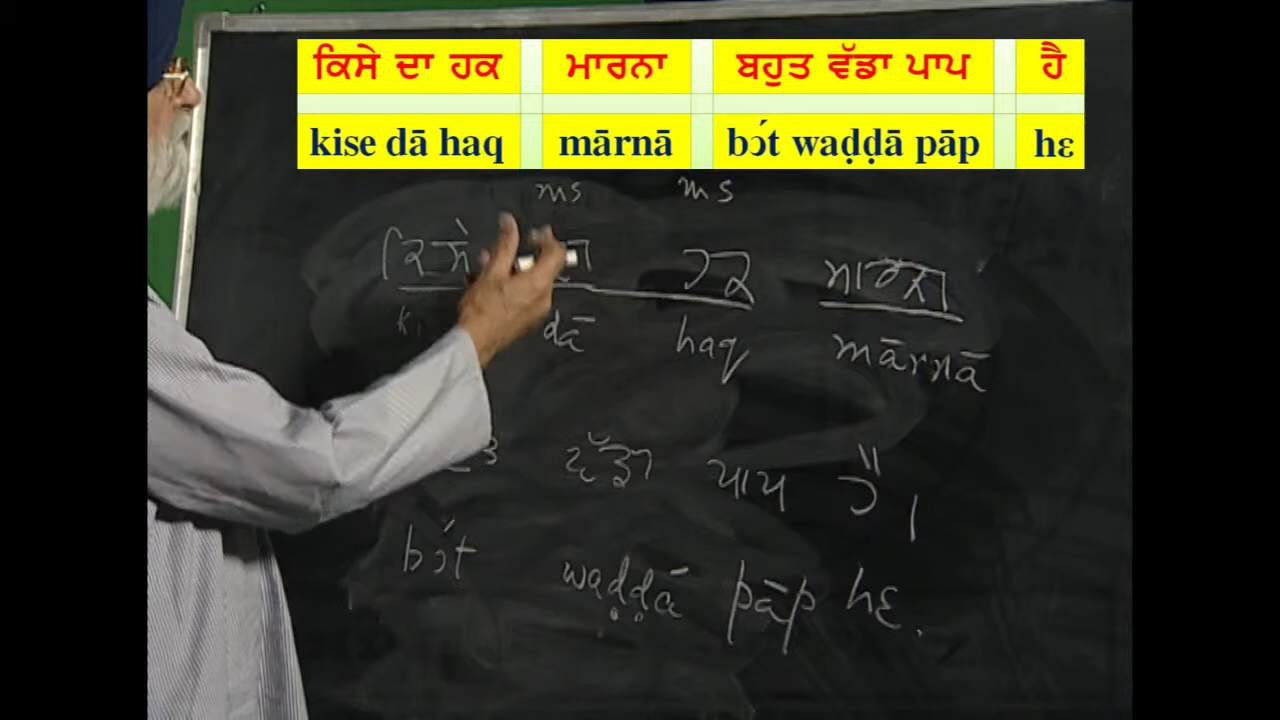 ਕਿਸੇ ਦਾ ਹਕ ਮਾਰਨਾ ਬਹੁਤ ਵੱਡਾ ਪਾਪ ਹੈ
kise dā haq mārnā bɔ́t waḍḍā pāp hɛ
ms ms
ਕਿਸੇ ਹਕ ਮਾਰਨਾ
dā haq mārnā
ਵੱਡਾ ਪਾਪ ਹੈ।
bɔ́t waḍḍā pāp hɛ.